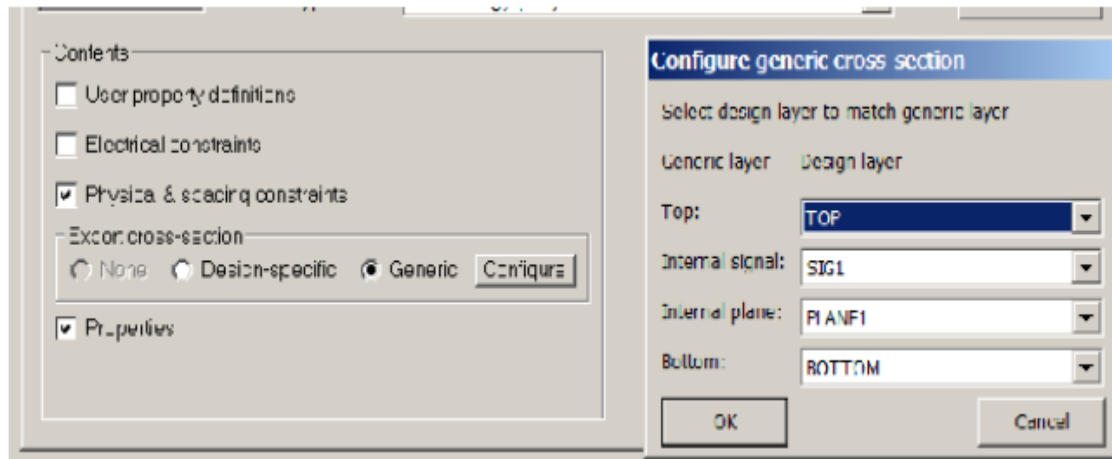 Contents
User property definitions
Electrical constraints
Physical & spacing constraints
Export cross-section
None Design-specific Generic Configure
Properties
Configure generic cross section
Select design layer to match generic layer
Generic layer Design layer
Top: TOP
Internal signal: SIG1
Internal plane: PLANE1
Bottom: BOTTOM
OK Cancel